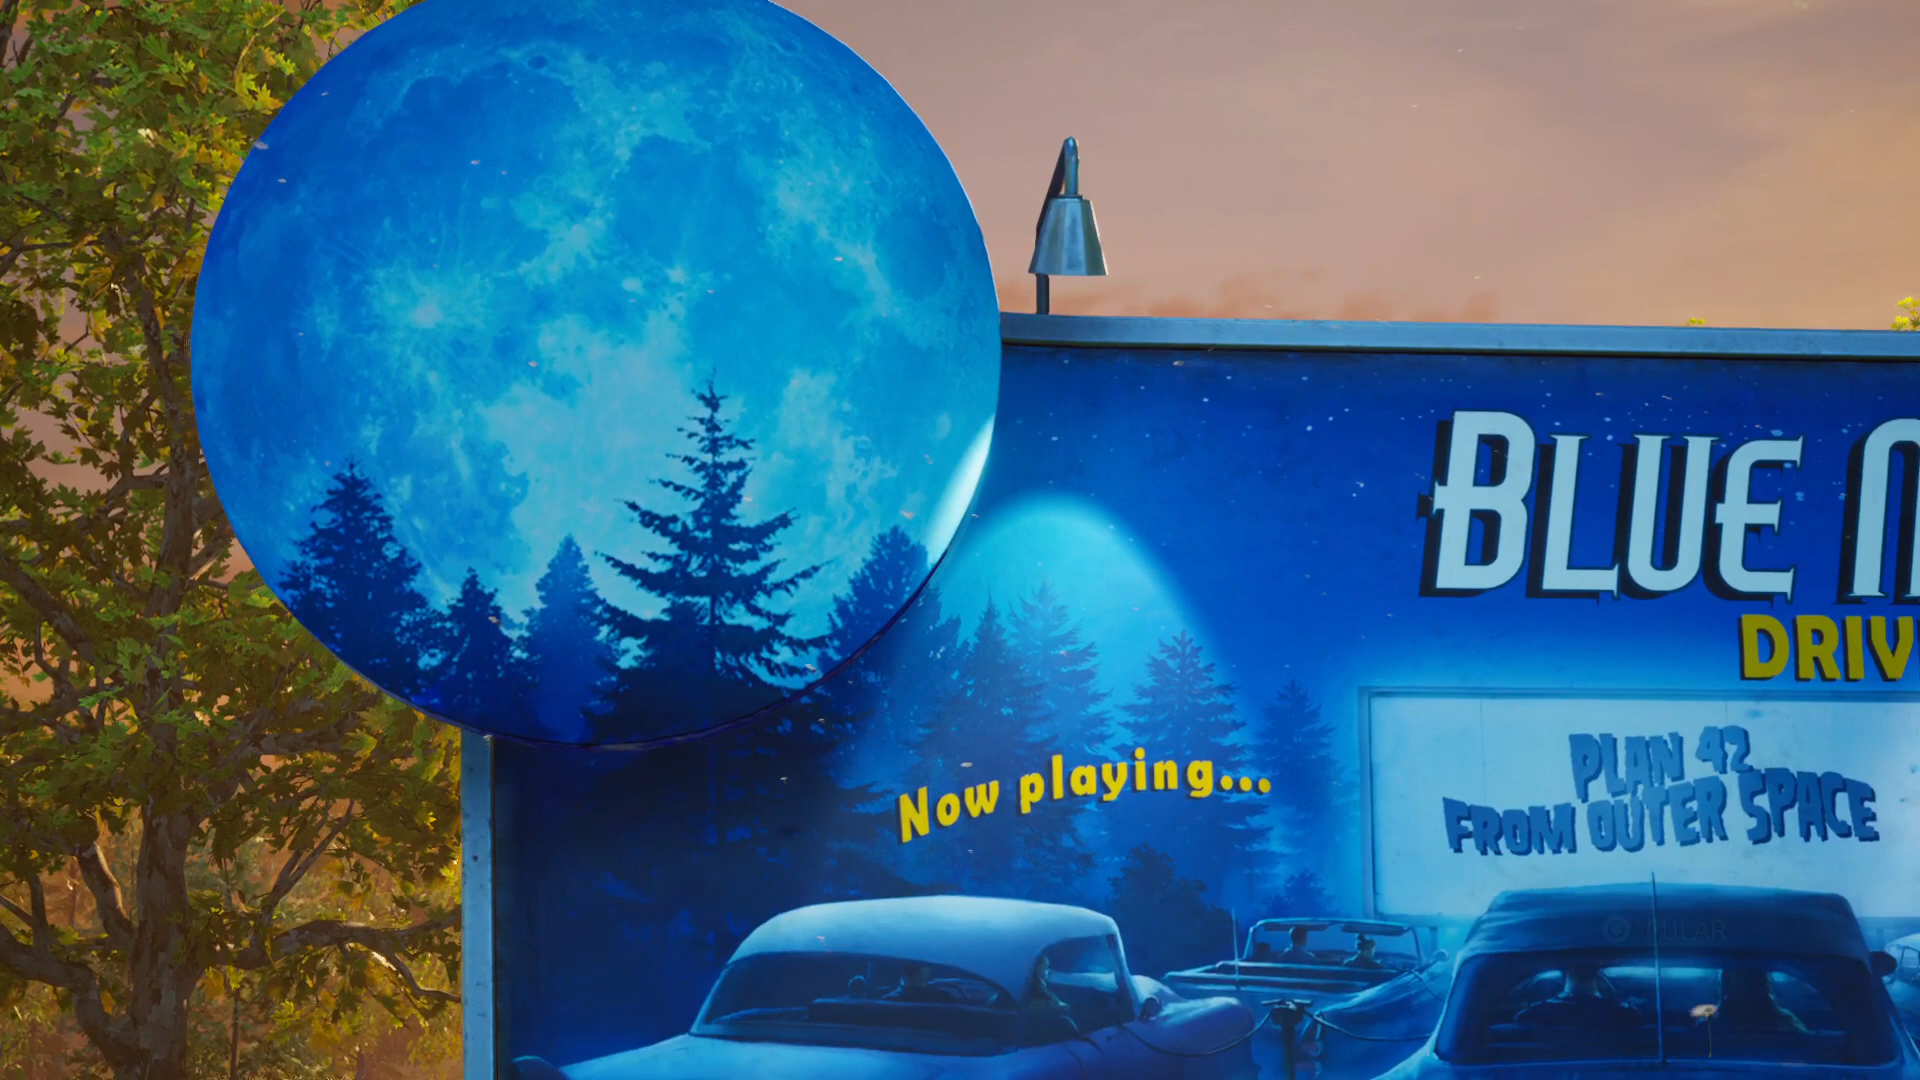 BLUE
DRIV
Now playing...
PLAN 42
FROM OUTER SPACE